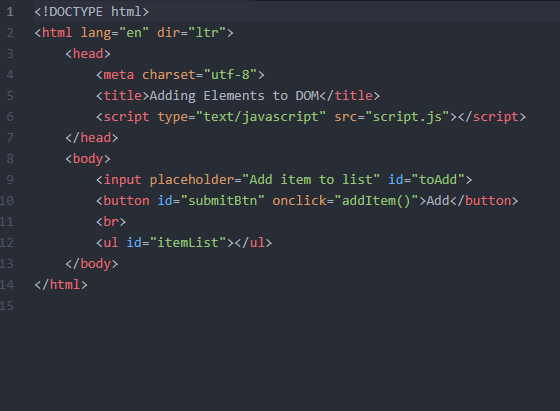 1 <!DOCTYPE html>
2 <html lang="en" dir="ltr">
3 <head>
4 <meta charset="utf-8">
5 <title>Adding Elements to DOM</title>
6 <script type="text/javascript" src="script.js"></script>
7 </head>
8 <body>
9 <input placeholder="Add item to list" id="toAdd">
10 <button id="submitBtn" onclick="addItem()">Add</button>
11 <br>
12 <ul id="itemList"></ul>
13 </body>
14 </html>
15